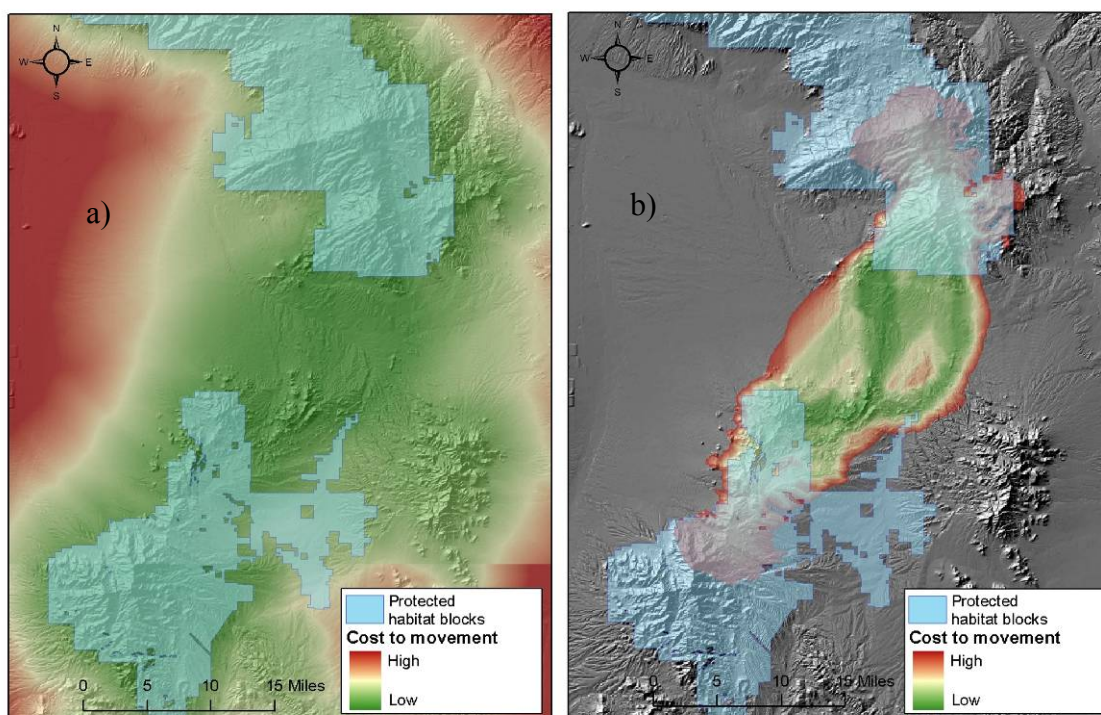 N
W E
S
a)
Protected
habitat blocks
Cost to movement
High
Low
0 5 10 15 Miles
N
W E
S
b)
Protected
habitat blocks
Cost to movement
High
Low
0 5 10 15 Miles